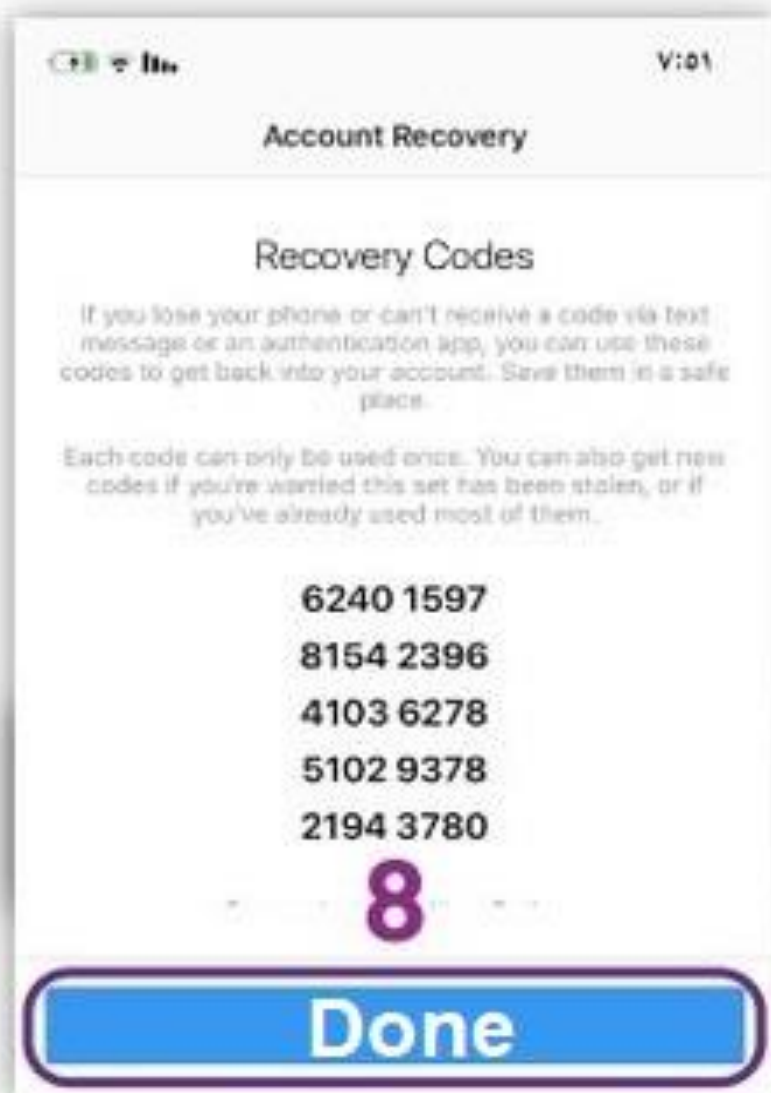 ٧:٥١
Account Recovery
Recovery Codes
If you lose your phone or can't receive a code via text
message or an authentication app, you can use these
codes to get back into your account. Save them in a safe
place.
Each code can only be used once. You can also get new
codes if you're worried this set has been stolen, or if
you've already used most of them.
6240 1597
8154 2396
4103 6278
5102 9378
2194 3780
8
Done